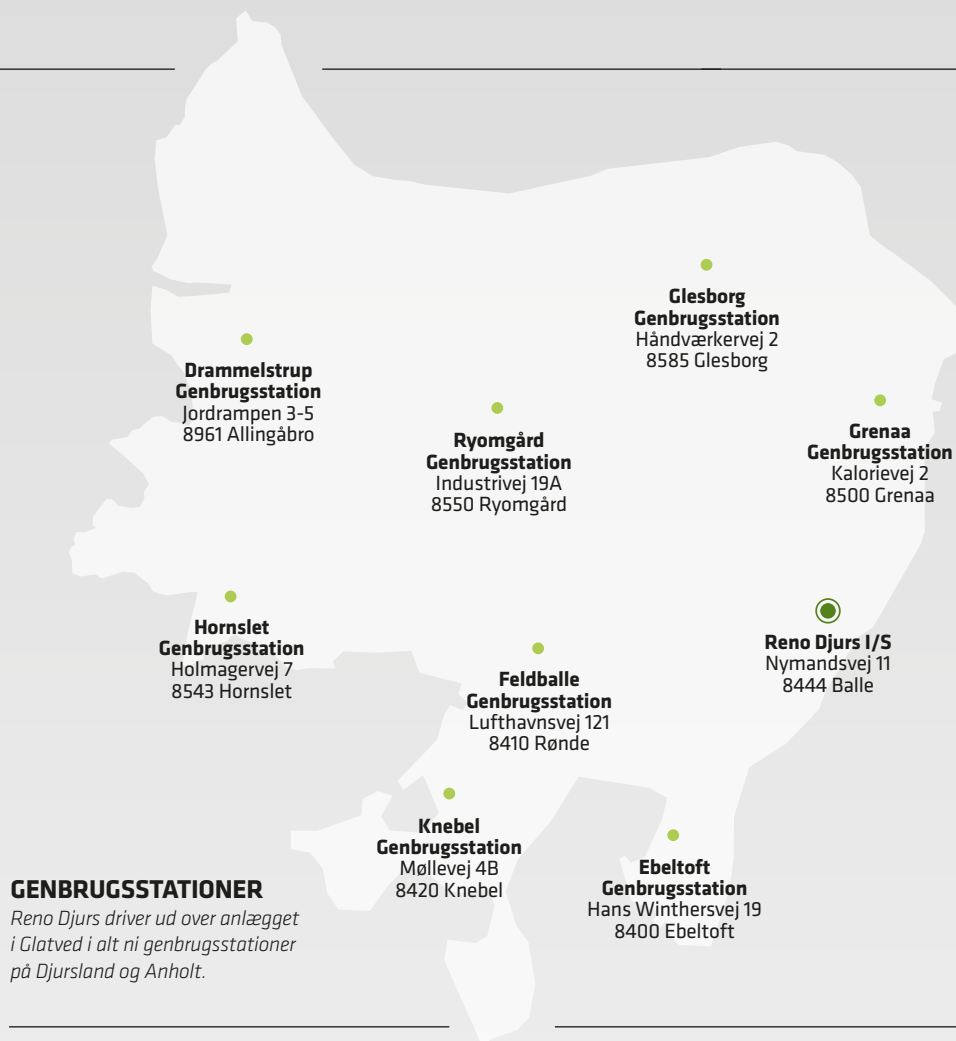 Glesborg
Genbrugsstation
Håndværkervej 2
8585 Glesborg
Drammelstrup
Genbrugsstation
Jordrampen 3-5
8961 Allingåbro
Ryomgård
Genbrugsstation
Industrivej 19A
8550 Ryomgård
Grenaa
Genbrugsstation
Kalorievej 2
8500 Grenaa
Hornslet
Genbrugsstation
Holmagervej 7
8543 Hornslet
Reno Djurs I/S
Nymandsvej 11
8444 Balle
Feldballe
Genbrugsstation
Lufthavnsvej 121
8410 Rønde
Knebel
Genbrugsstation
Møllevej 4B
8420 Knebel
Ebeltoft
Genbrugsstation
Hans Winthersvej 19
8400 Ebeltoft
GENBRUGSSTATIONER
Reno Djurs driver ud over anlægget
i Glatved i alt ni genbrugsstationer
på Djursland og Anholt.